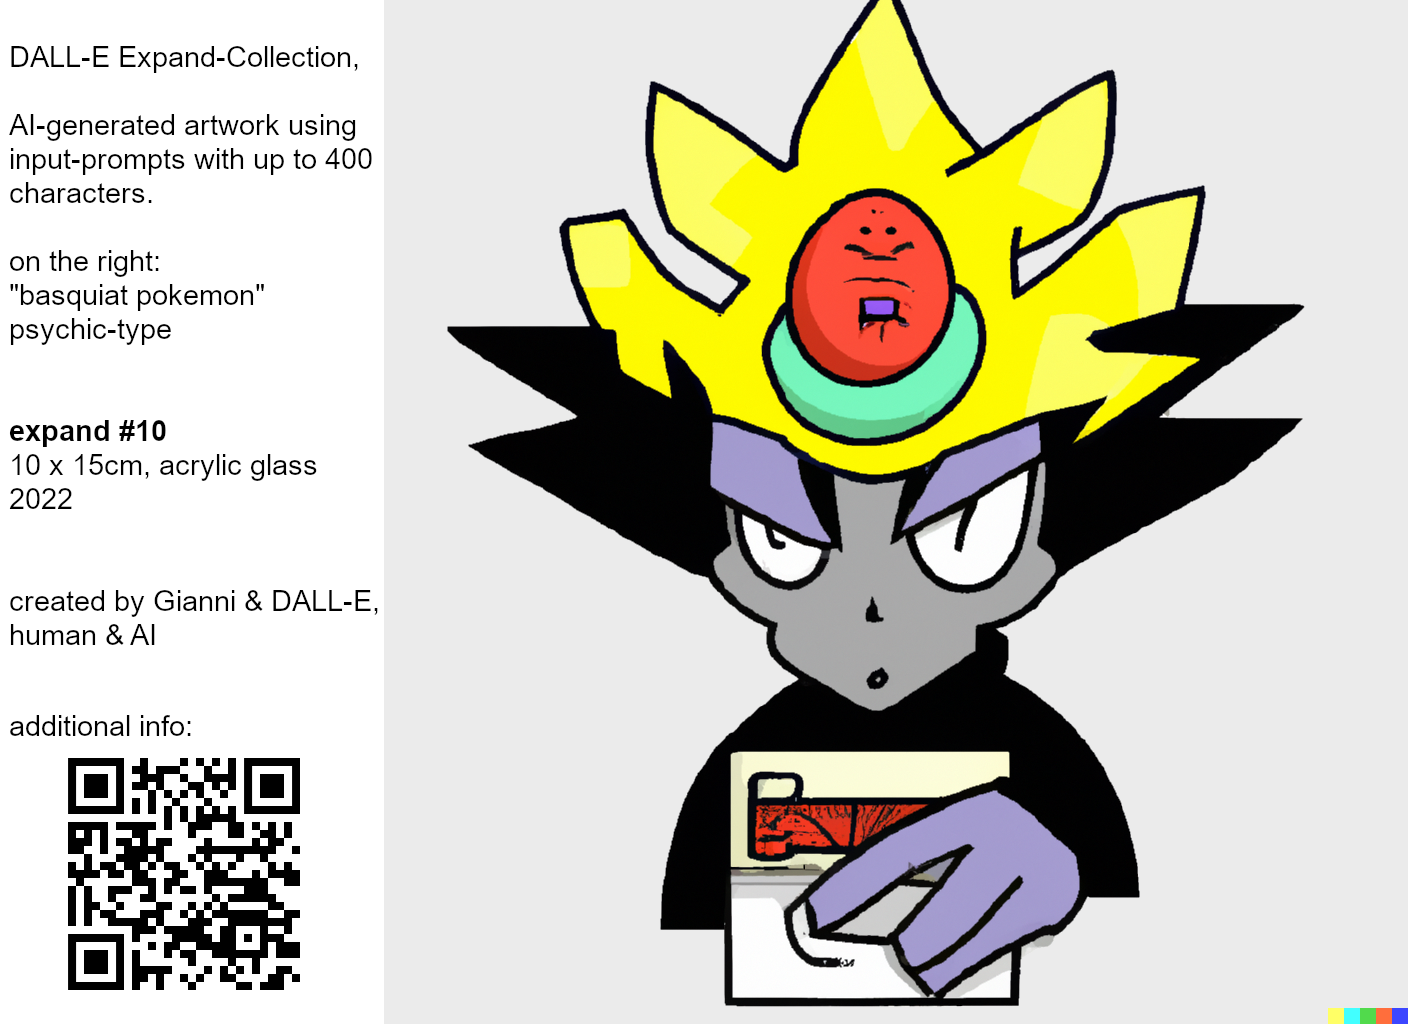 DALL-E Expand-Collection,
AI-generated artwork using
input-prompts with up to 400
characters.
on the right:
"basquiat pokemon"
psychic-type
expand #10
10 x 15cm, acrylic glass
2022
created by Gianni & DALL-E,
human & AI
additional info: